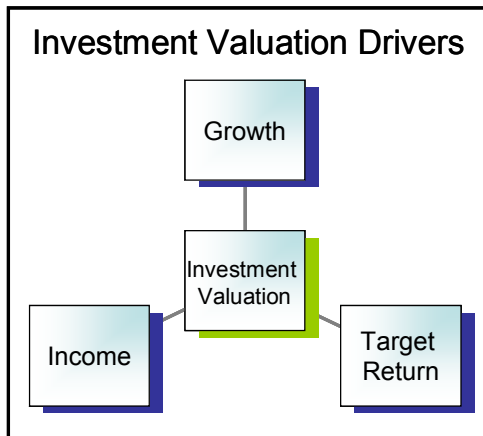 Investment Valuation Drivers
Growth
Investment
Valuation
Income
Target
Return